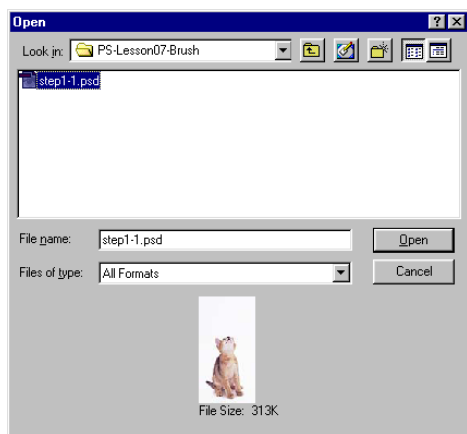 Open
Look in: PS-Lesson07-Brush
step1-1.psd
File name: step1-1.psd Open
Files of type: All Formats Cancel
File Size: 313K